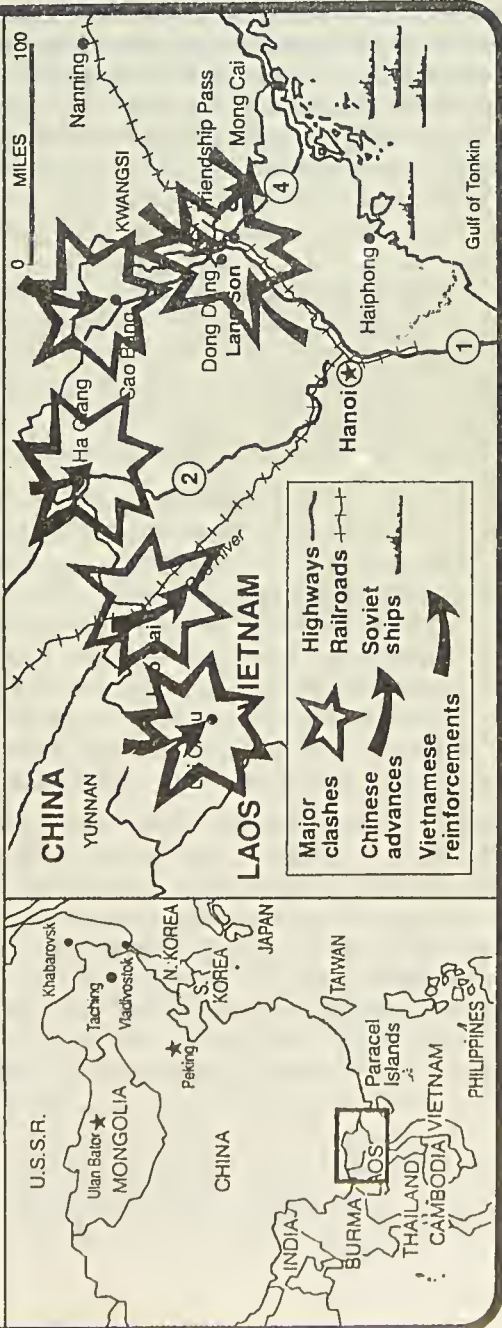 U.S.S.R.
Khabarovsk
Ulan Bator
MONGOLIA
Taching
Vladivostok
N. KOREA
Peking
S.
KOREA
JAPAN
CHINA
TAIWAN
INDIA
BURMA
LAOS
Paracel
Islands
THAILAND
CAMBODIA
VIETNAM
PHILIPPINES
CHINA
YUNNAN
0 MILES 100
Nanning
KWANGSI
Ha Giang
Cao Bang
Friendship Pass
Mong Cai
Dong Dang
Lang Son
4
2
LAOS
VIETNAM
River
Hanoi
Haiphong
1
Gulf of Tonkin
Major
clashes
Highways
Railroads
Chinese
advances
Soviet
ships
Vietnamese
reinforcements